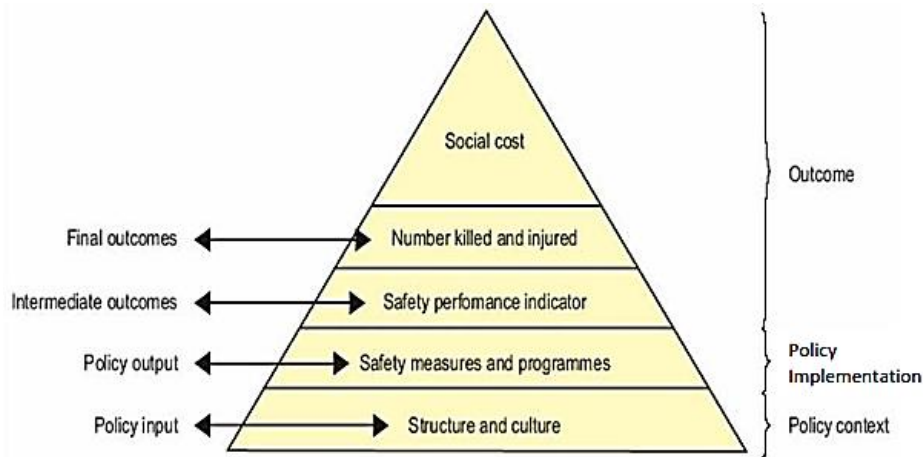 Social cost
Outcome
Final outcomes
Number killed and injured
Intermediate outcomes
Safety perfomance indicator
Policy output
Safety measures and programmes
Policy
Implementation
Policy input
Structure and culture
Policy context